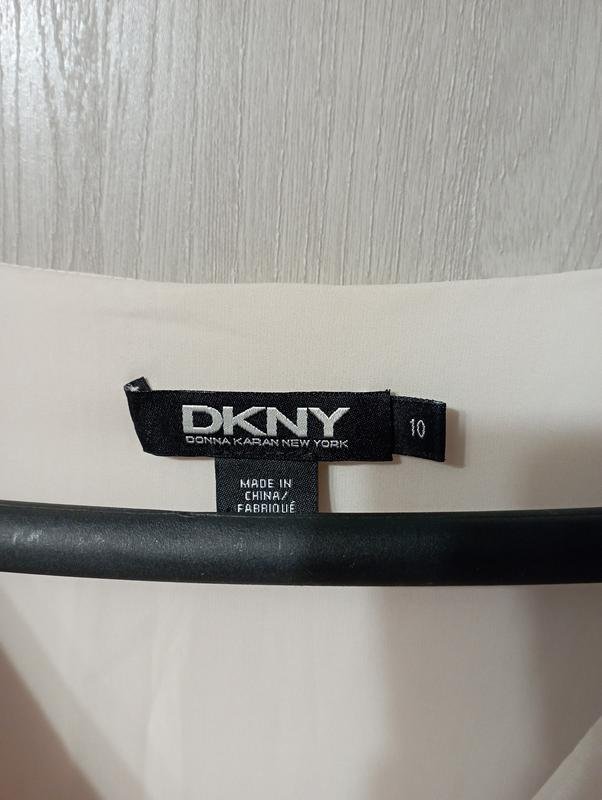 DKNY
DONNA KARAN NEW YORK
10
MADE IN
CHINA/
FABRIQUÉ